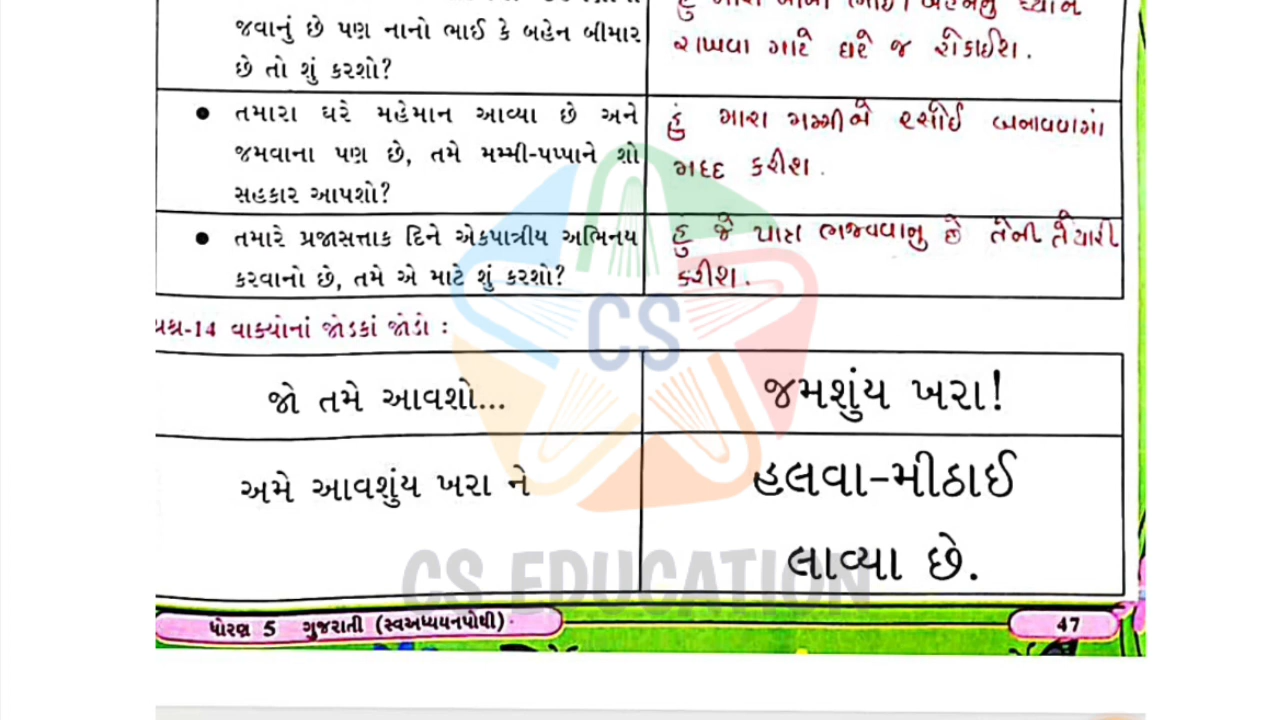 જવાનું છે પણ નાનો ભાઈ કે બહેન બીમાર
છે તો શું કરશો?
રાખવા માટે ઘરે જ રોકાઈશ.
• તમારા ઘરે મહેમાન આવ્યા છે અને
જમવાના પણ છે, તમે મમ્મી-પપ્પાને શો
સહકાર આપશો?
હું મારા મમ્મીને રસોઈ બનાવવામાં
મદદ કરીશ.
• તમારે પ્રજાસત્તાક દિને એકપાત્રીય અભિનય
કરવાનો છે, તમે એ માટે શું કરશો?
હું જે પાત્ર ભજવવાનુ છે તેની તૈયારી
કરીશ.
પ્રશ્ન-14 વાક્યોનાં જોડકાં જોડો :
જો તમે આવશો...
જમશુંય ખરા!
અમે આવશુંય ખરા ને
હલવા-મીઠાઈ
લાવ્યા છે.
CS
CS EDUCATION
ધોરણ 5 ગુજરાતી (સ્વઅધ્યયનપોથી)
47